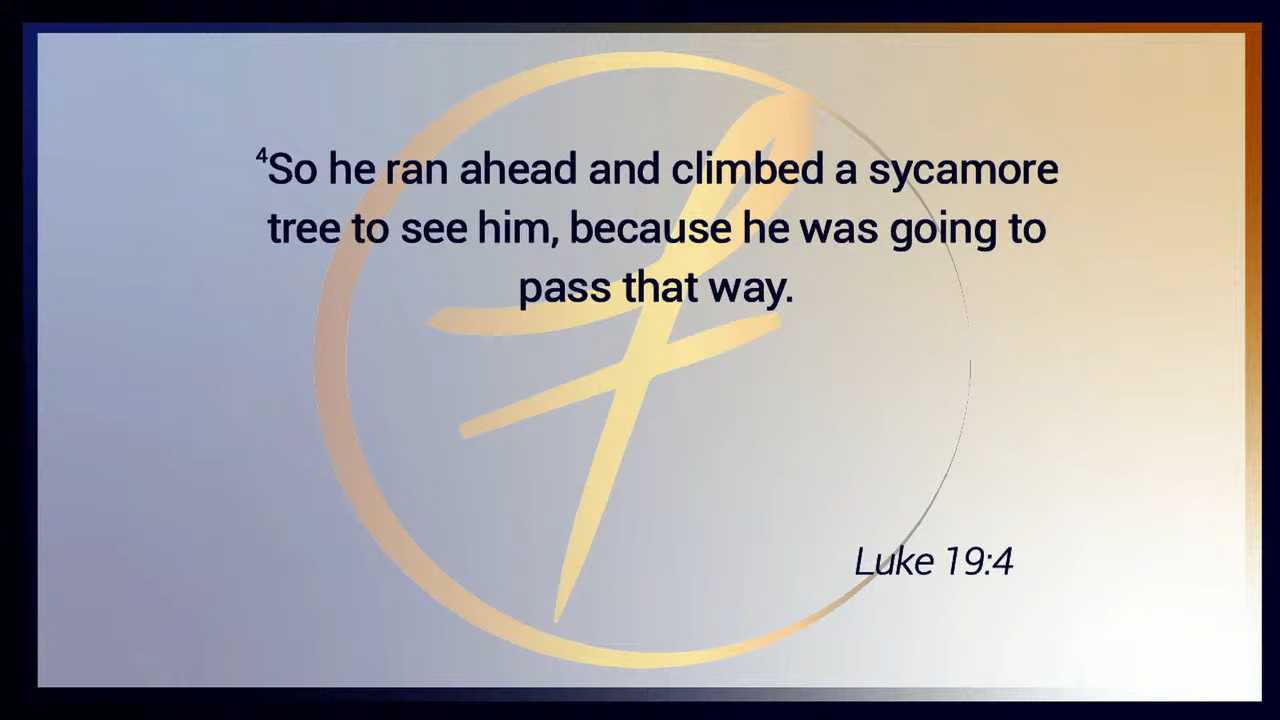 ⁴So he ran ahead and climbed a sycamore
tree to see him, because he was going to
pass that way.
Luke 19:4